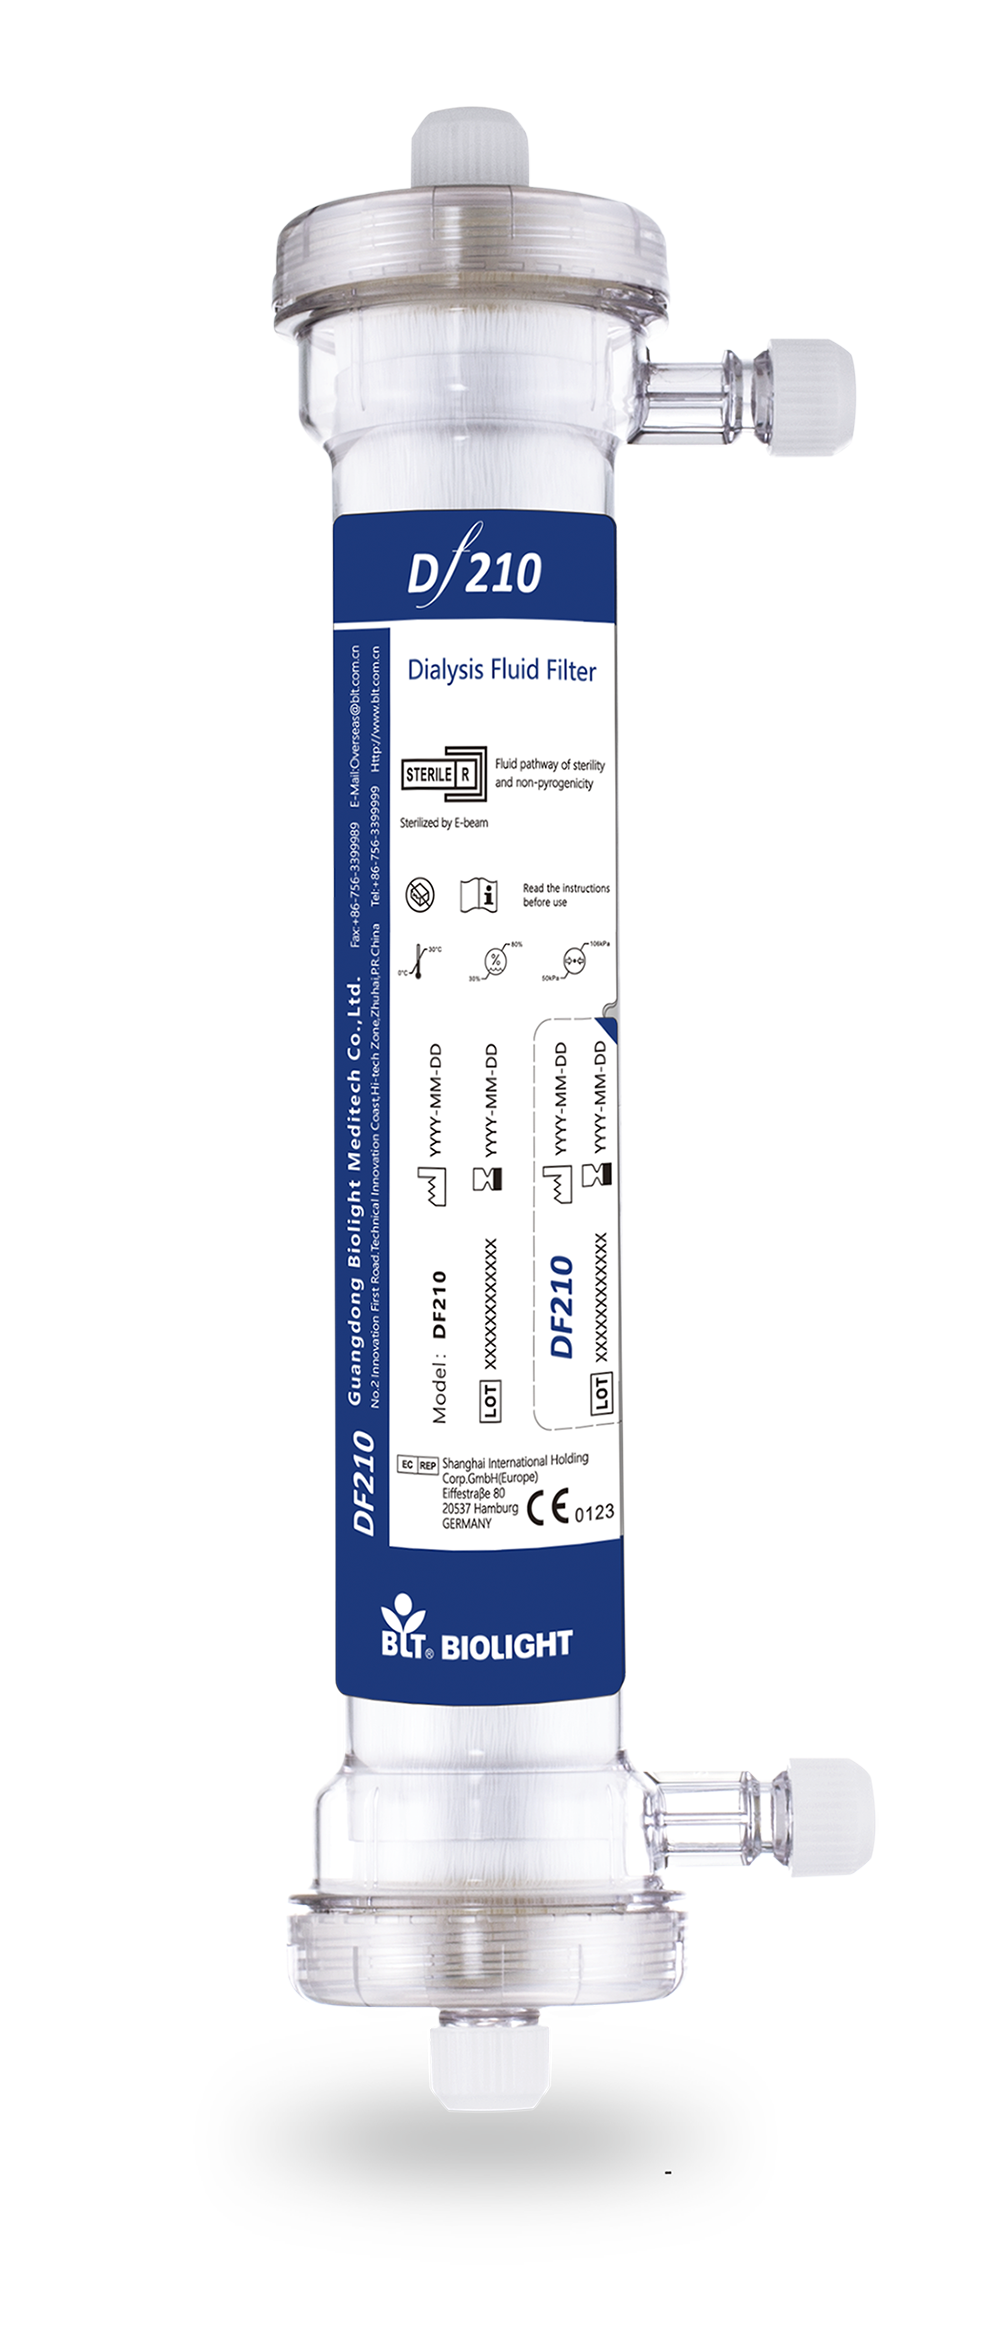 Df210
Dialysis Fluid Filter
STERILE R
Fluid pathway of sterility
and non-pyrogenicity
Sterilized by E-beam
Read the instructions
before use
0°C 30°C
30% % 80%
50kPa 106kPa
YYYY-MM-DD
YYYY-MM-DD
Model: DF210
LOT XXXXXXXXXXXXX
YYYY-MM-DD
YYYY-MM-DD
DF210
LOT XXXXXXXXXXXXX
EC REP Shanghai International Holding
Corp.GmbH(Europe)
Eiffestraße 80
20537 Hamburg
GERMANY
CE 0123
DF210 Guangdong Biolight Meditech Co.,Ltd. Fax:+86-756-3399989 E-Mail:Overseas@blt.com.cn
No.2 Innovation First Road,Technical Innovation Coast,Hi-tech Zone,Zhuhai,P.R.China Tel:+86-756-3399999 Http://www.blt.com.cn
BLT® BIOLIGHT